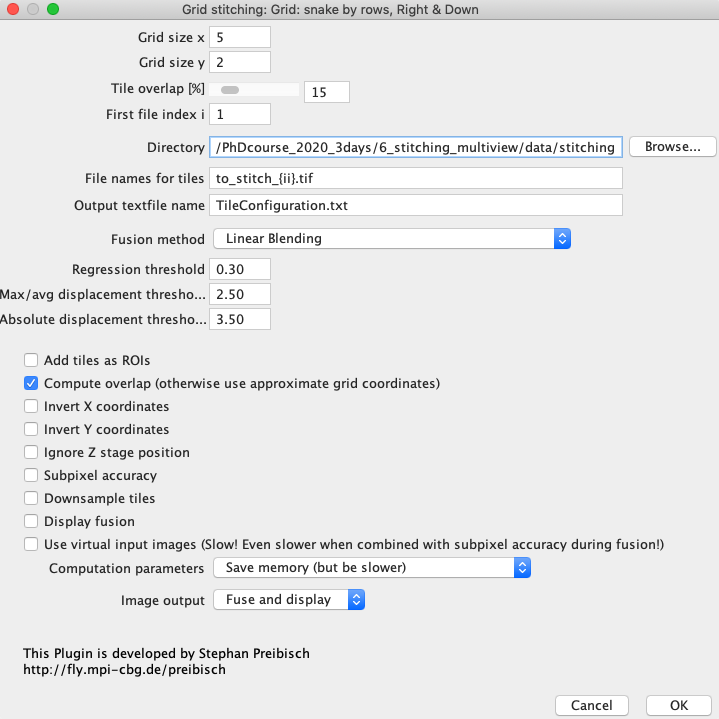 Grid stitching: Grid: snake by rows, Right & Down
Grid size x 5
Grid size y 2
Tile overlap [%] 15
First file index i 1
Directory /PhDcourse_2020_3days/6_stitching_multiview/data/stitching Browse...
File names for tiles to_stitch_{ii}.tif
Output textfile name TileConfiguration.txt
Fusion method Linear Blending
Regression threshold 0.30
Max/avg displacement thresho... 2.50
Absolute displacement thresho... 3.50
Add tiles as ROIs
Compute overlap (otherwise use approximate grid coordinates)
Invert X coordinates
Invert Y coordinates
Ignore Z stage position
Subpixel accuracy
Downsample tiles
Display fusion
Use virtual input images (Slow! Even slower when combined with subpixel accuracy during fusion!)
Computation parameters Save memory (but be slower)
Image output Fuse and display
This Plugin is developed by Stephan Preibisch
http://fly.mpi-cbg.de/preibisch
Cancel OK